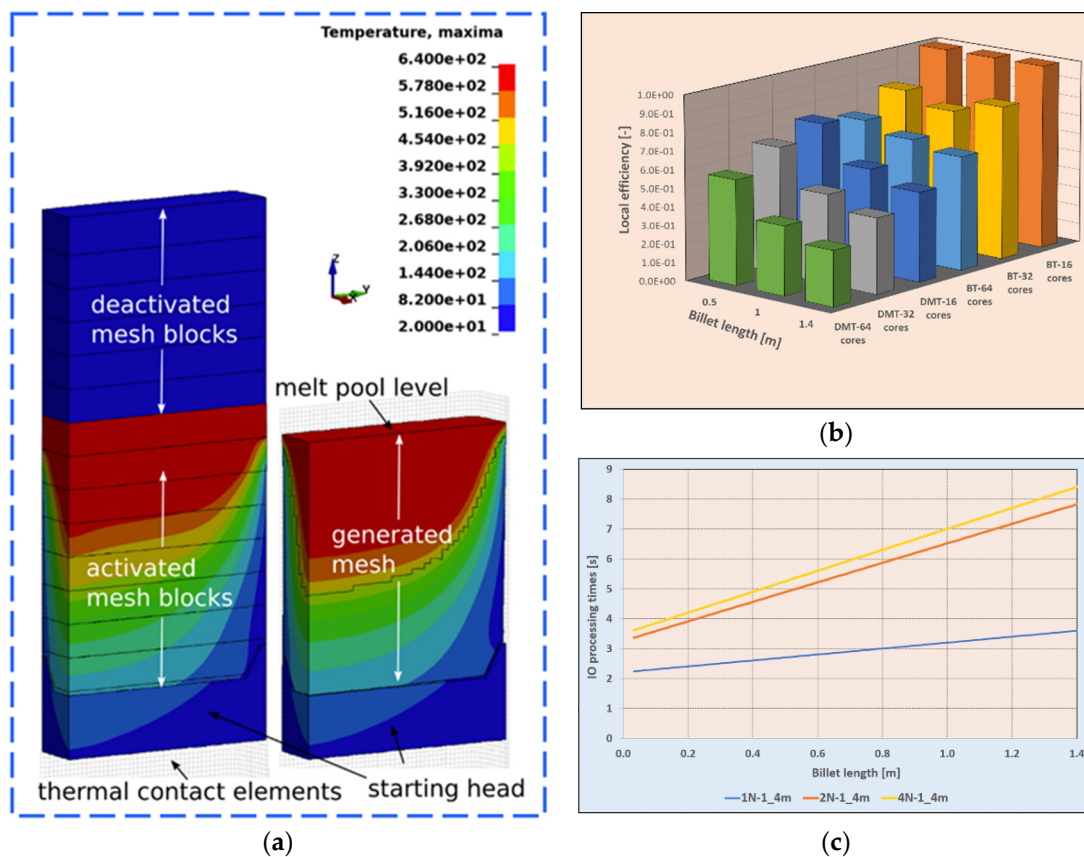 Temperature, maxima
6.400e+02
5.780e+02
5.160e+02
4.540e+02
3.920e+02
3.300e+02
2.680e+02
2.060e+02
1.440e+02
8.200e+01
2.000e+01
Z
Y
X
deactivated
mesh blocks
melt pool level
activated
mesh blocks
generated
mesh
thermal contact elements
starting head
(a)
Local efficiency [-]
1.0E+00
9.0E-01
8.0E-01
7.0E-01
6.0E-01
5.0E-01
4.0E-01
3.0E-01
2.0E-01
1.0E-01
0.0E+00
0.5
1
1.4
Billet length [m]
DMT-64
cores
DMT-32
cores
DMT-16
cores
BT-64
cores
BT-32
cores
BT-16
cores
(b)
IO processing times [s]
9
8
7
6
5
4
3
2
1
0
0.0 0.2 0.4 0.6 0.8 1.0 1.2 1.4
Billet length [m]
1N-1_4m 2N-1_4m 4N-1_4m
(c)